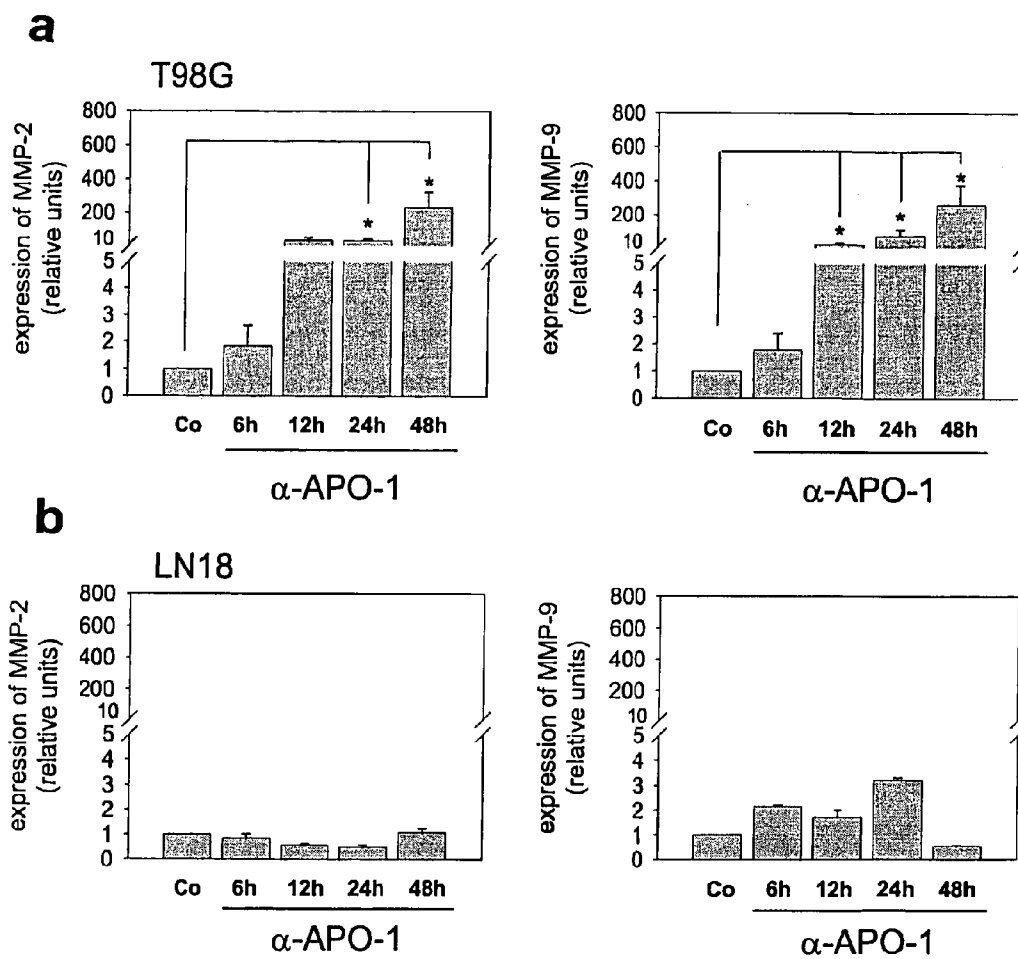 a
T98G
expression of MMP-2
(relative units)
800
600
400
200
10
5
4
3
2
1
0
*
*
Co 6h 12h 24h 48h
α-APO-1
expression of MMP-9
(relative units)
800
600
400
200
10
5
4
3
2
1
0
*
*
*
Co 6h 12h 24h 48h
α-APO-1
b
LN18
expression of MMP-2
(relative units)
800
600
400
200
10
5
4
3
2
1
0
Co 6h 12h 24h 48h
α-APO-1
expression of MMP-9
(relative units)
800
600
400
200
10
5
4
3
2
1
0
Co 6h 12h 24h 48h
α-APO-1